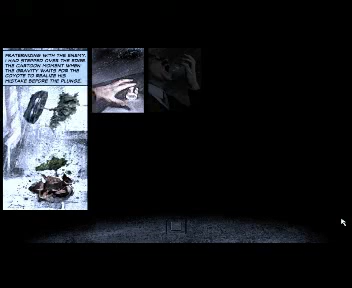 FRATERNIZING WITH THE ENEMY,
I HAD STEPPED OVER THE EDGE.
THE CARTOON MOMENT WHEN
THE GRAVITY WAITS FOR THE
COYOTE TO REALIZE HIS
MISTAKE BEFORE THE PLUNGE.